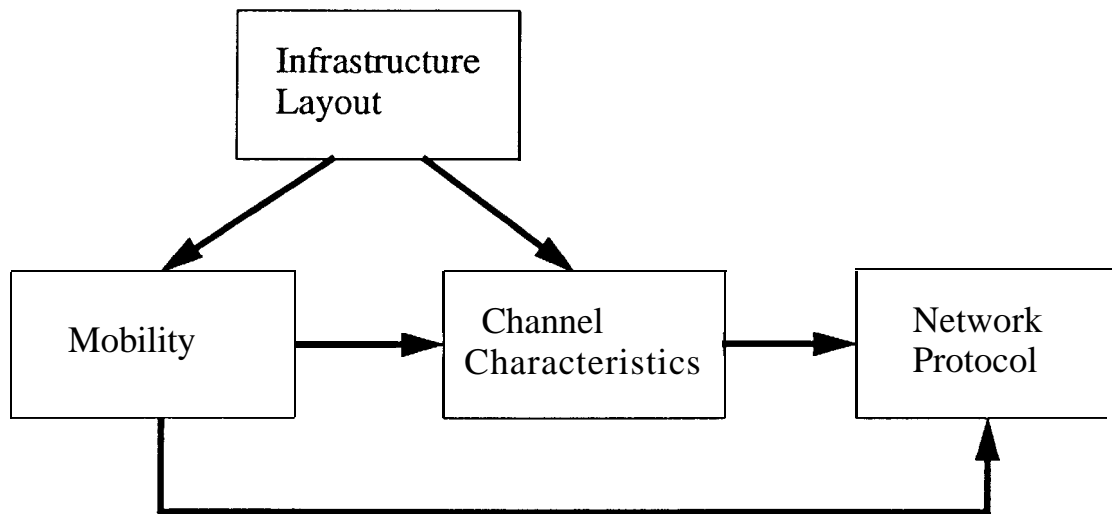 Infrastructure
Layout
Mobility
Channel
Characteristics
Network
Protocol